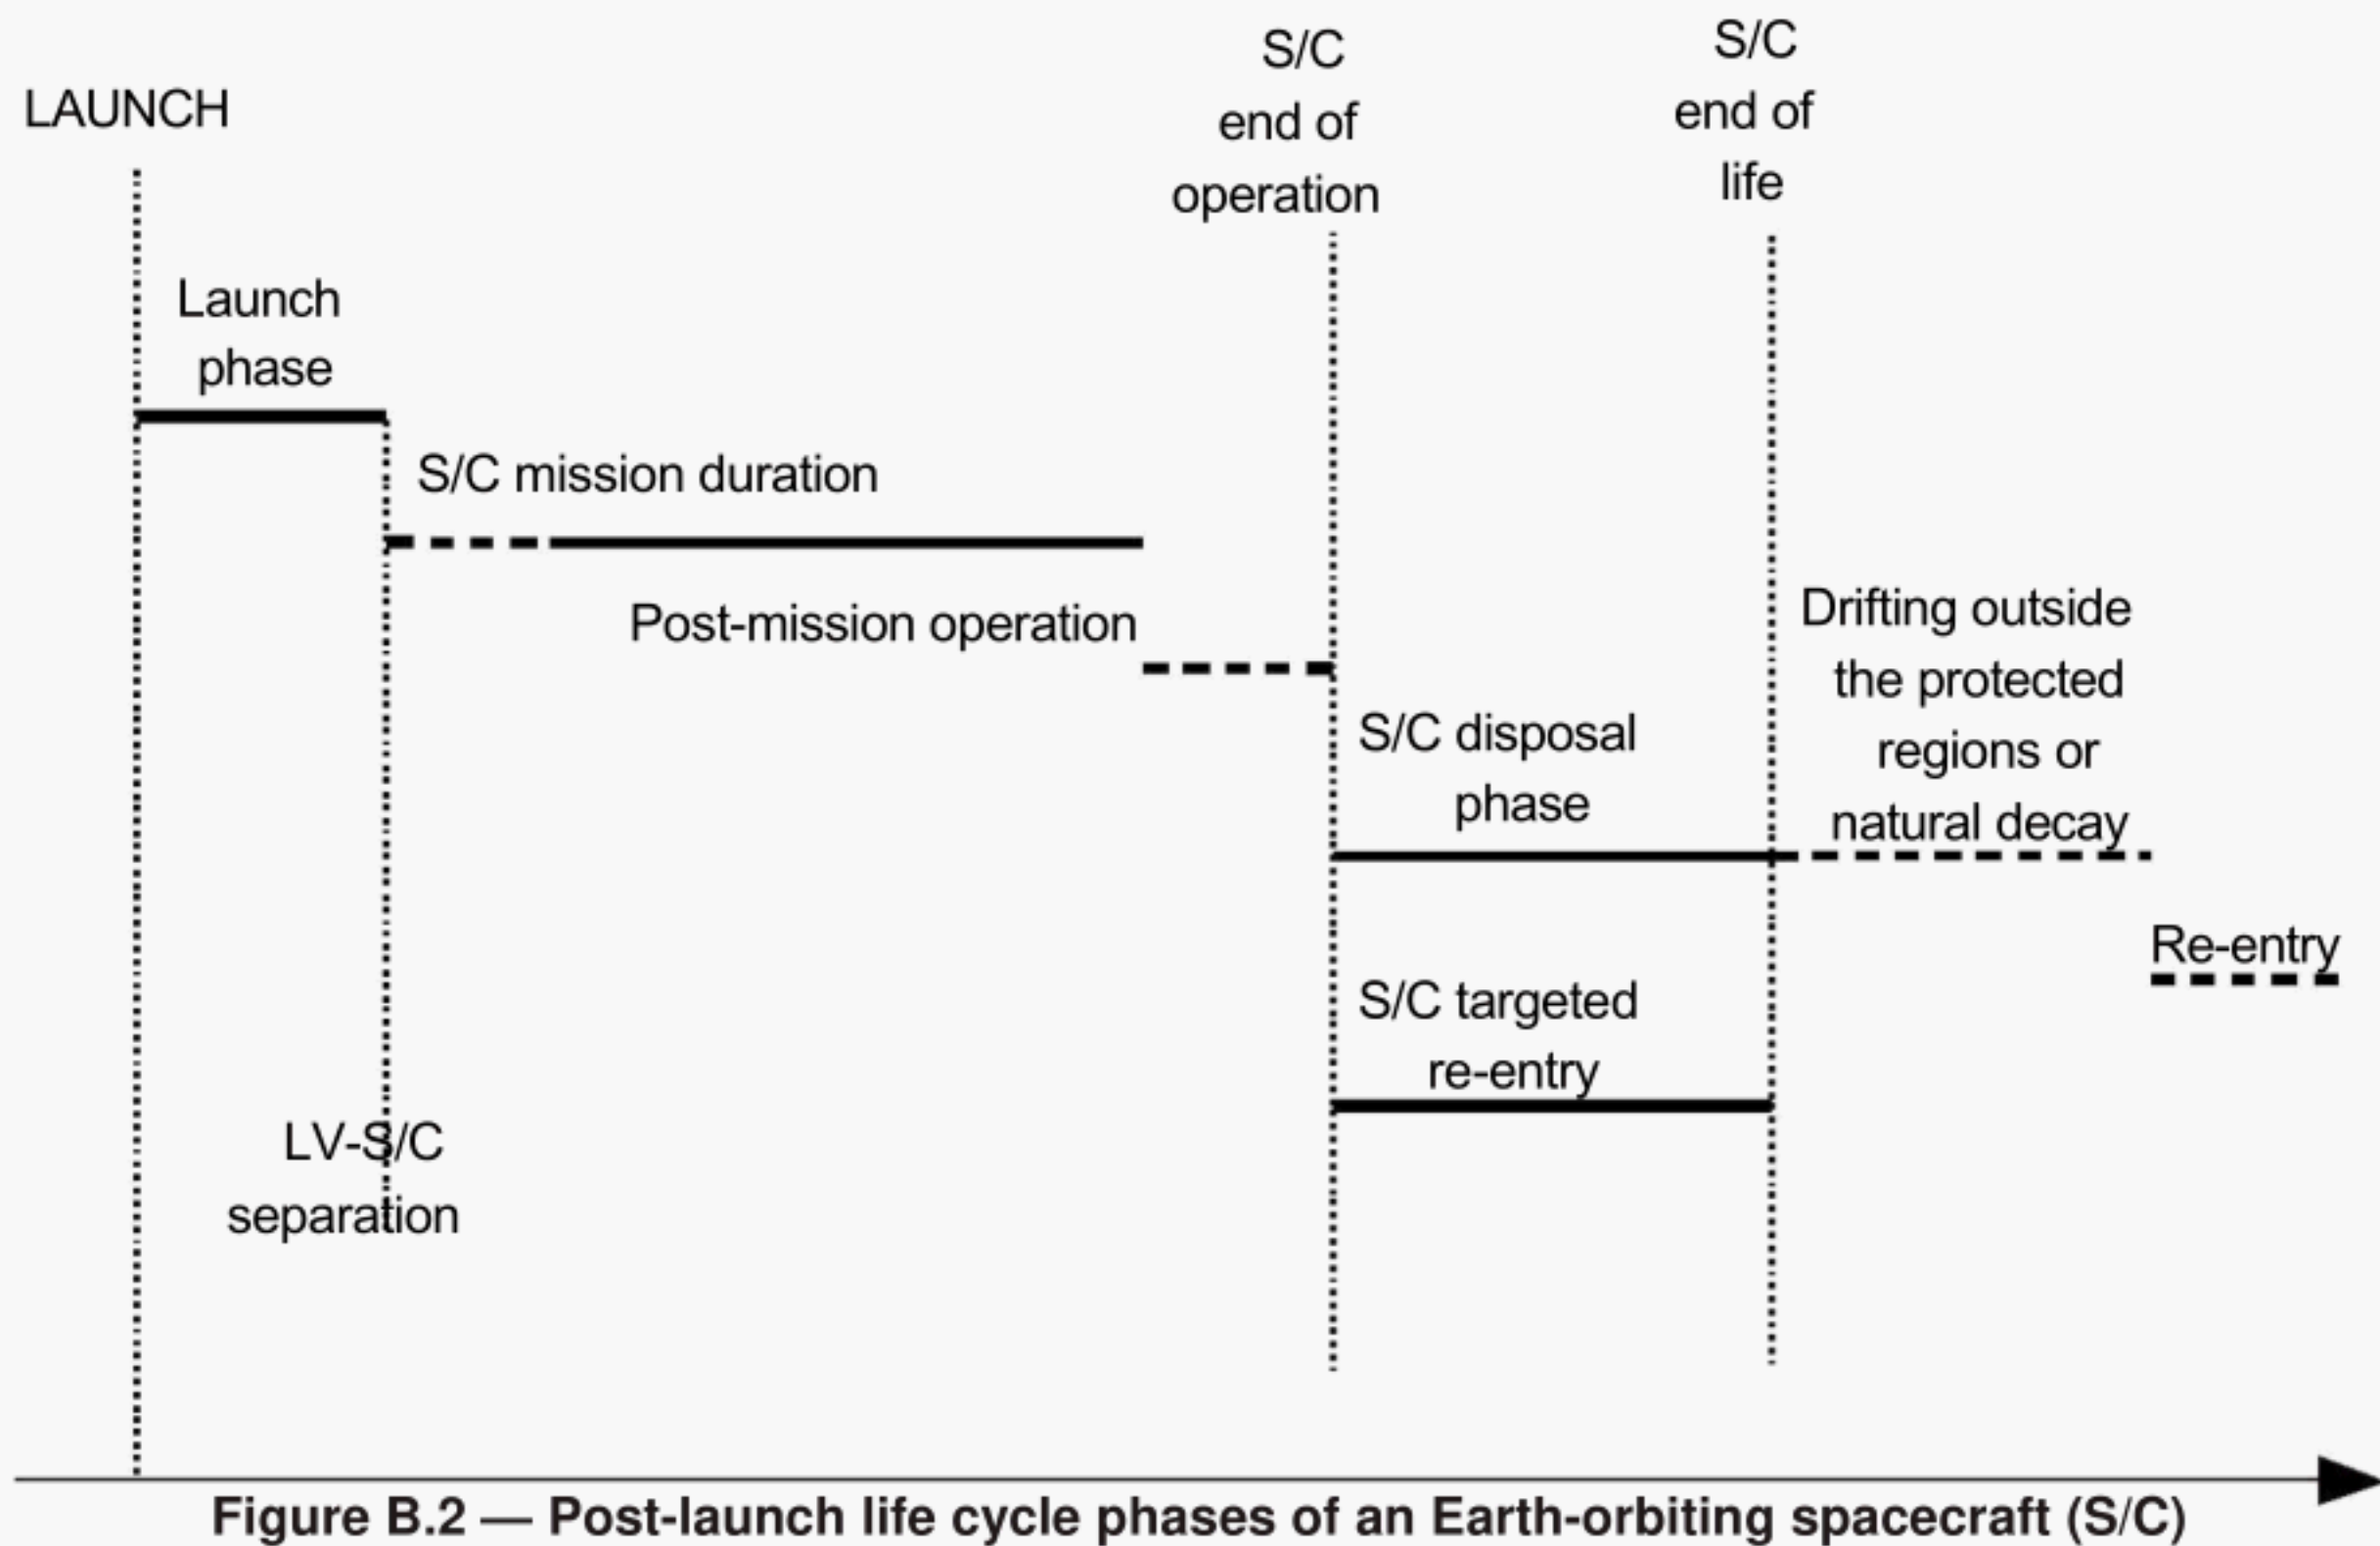 LAUNCH
S/C
end of
operation
S/C
end of
life
Launch
phase
S/C mission duration
Post-mission operation
S/C disposal
phase
Drifting outside
the protected
regions or
natural decay
Re-entry
S/C targeted
re-entry
LV-S/C
separation
Figure B.2 — Post-launch life cycle phases of an Earth-orbiting spacecraft (S/C)